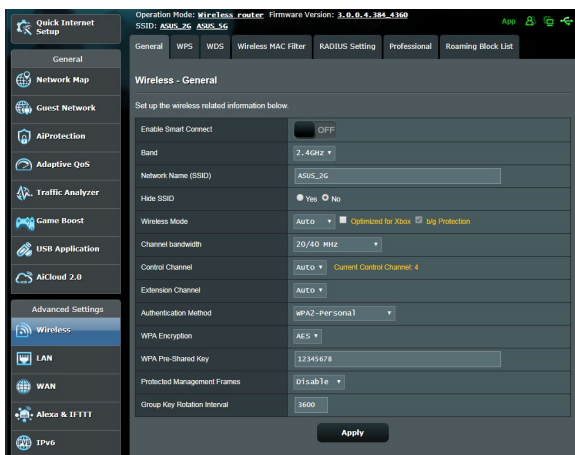 Quick Internet
Setup
Operation Mode: Wireless router Firmware Version: 3.0.0.4.384_4360
SSID: ASUS_2G ASUS_5G
App
General WPS WDS Wireless MAC Filter RADIUS Setting Professional Roaming Block List
General
Network Map
Guest Network
AiProtection
Adaptive QoS
Traffic Analyzer
Game Boost
USB Application
AiCloud 2.0
Advanced Settings
Wireless
LAN
WAN
Alexa & IFTTT
IPv6
Wireless - General
Set up the wireless related information below.
Enable Smart Connect OFF
Band 2.4GHz
Network Name (SSID) ASUS_2G
Hide SSID Yes No
Wireless Mode Auto Optimized for Xbox b/g Protection
Channel bandwidth 20/40 MHz
Control Channel Auto Current Control Channel: 4
Extension Channel Auto
Authentication Method WPA2-Personal
WPA Encryption AES
WPA Pre-Shared Key 12345678
Protected Management Frames Disable
Group Key Rotation Interval 3600
Apply